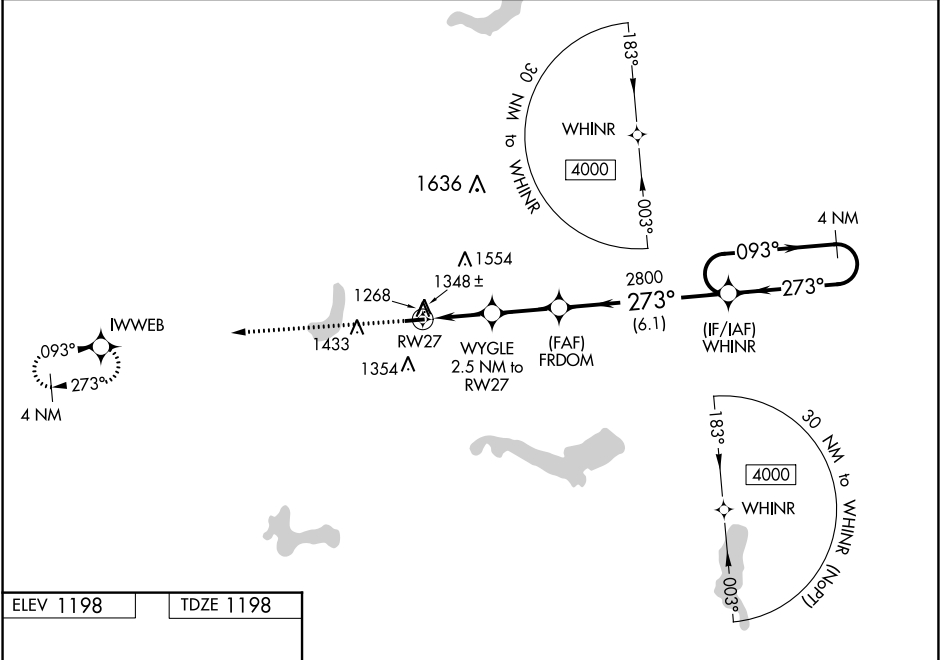 183°
30 NM to WHINR
WHINR
4000
003°
1636
4 NM
093°
273°
1554
1348 ±
1268
2800
273°
(6.1)
(IF/IAF)
WHINR
(FAF)
FRDOM
WYGLE
2.5 NM to
RW27
RW27
1433
1354
IWWEB
093°
273°
4 NM
183°
30 NM to WHINR (NoPT)
4000
WHINR
003°
ELEV 1198
TDZE 1198